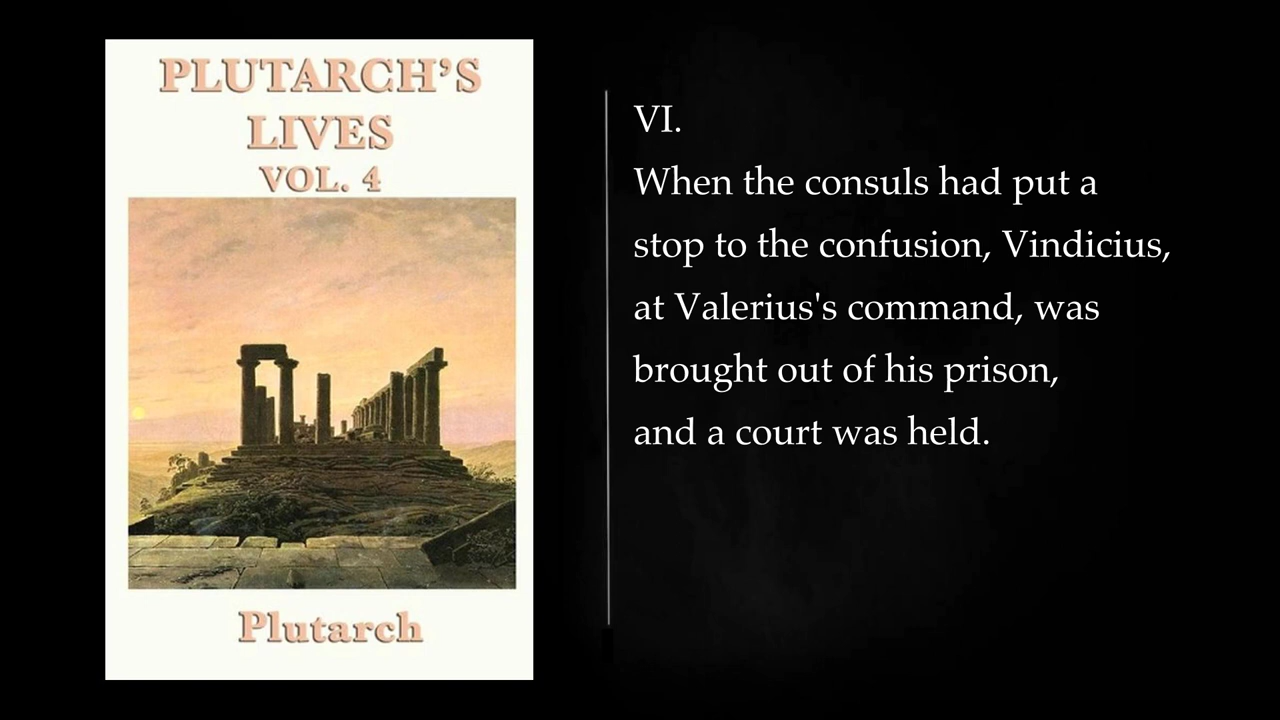 PLUTARCH'S
LIVES
VOL. 4
Plutarch
VI.
When the consuls had put a
stop to the confusion, Vindicius,
at Valerius's command, was
brought out of his prison,
and a court was held.